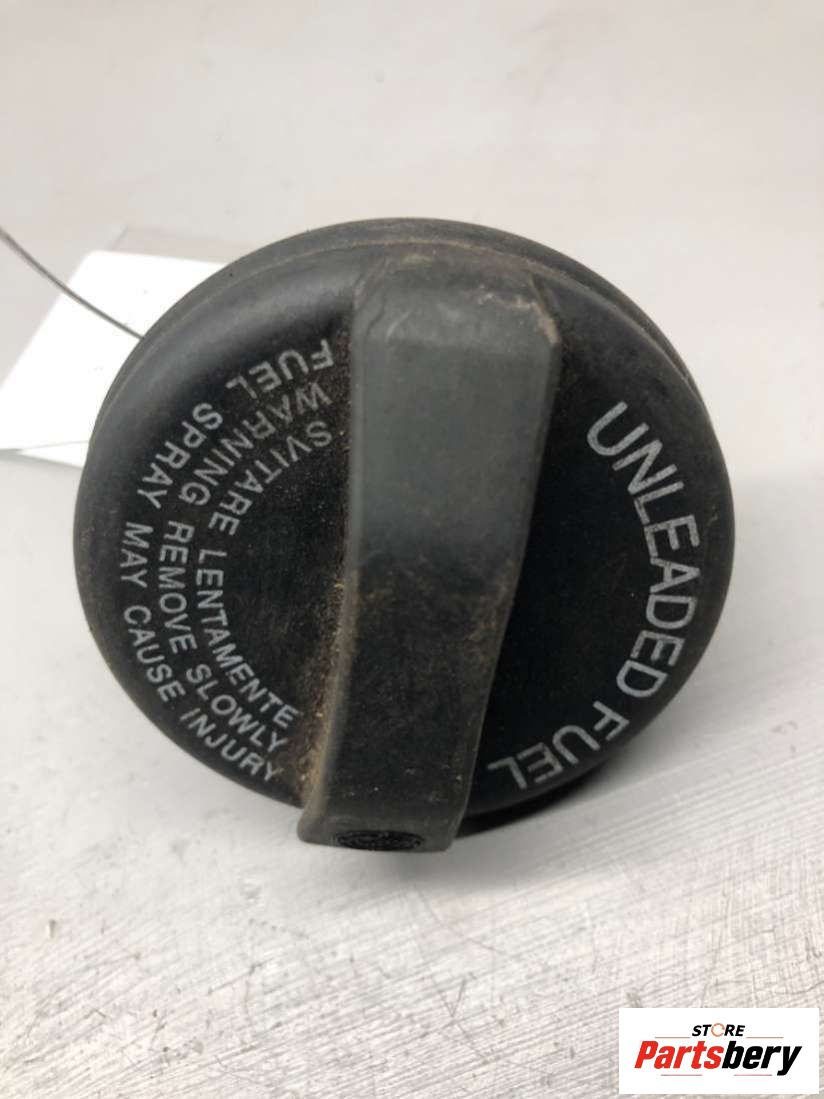 SVITARE LENTAMENTE
WARNING REMOVE SLOWLY
FUEL SPRAY MAY CAUSE INJURY
UNLEADED FUEL
STORE
Partsbery